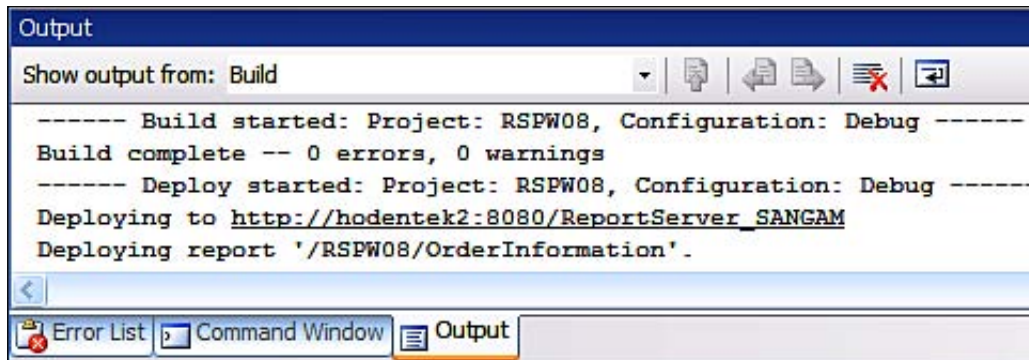 Output
Show output from: Build
------ Build started: Project: RSPW08, Configuration: Debug ------
Build complete -- 0 errors, 0 warnings
------ Deploy started: Project: RSPW08, Configuration: Debug ------
Deploying to http://hodentek2:8080/ReportServer_SANGAM
Deploying report '/RSPW08/OrderInformation'.
Error List Command Window Output